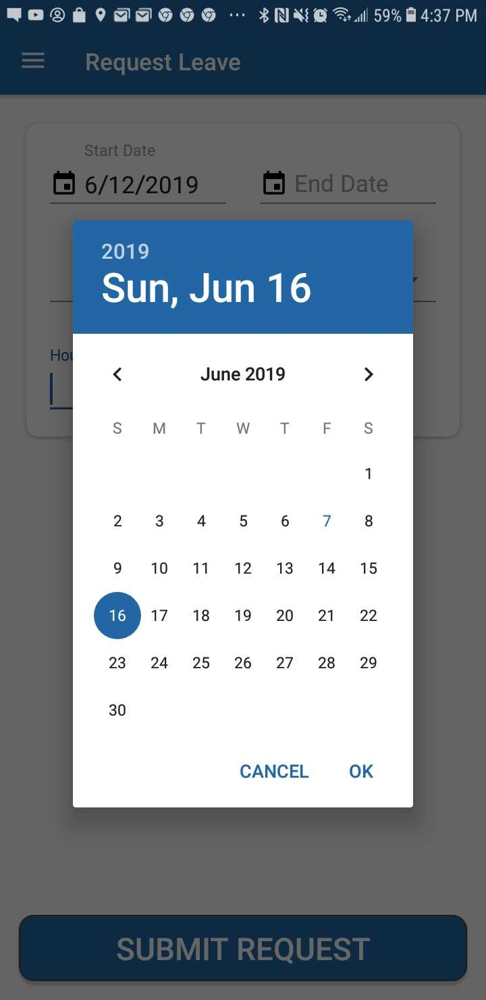 59% 4:37 PM
Request Leave
Start Date
6/12/2019 End Date
2019
Sun, Jun 16
Hou
June 2019
S M T W T F S
1
2 3 4 5 6 7 8
9 10 11 12 13 14 15
16 17 18 19 20 21 22
23 24 25 26 27 28 29
30
CANCEL OK
SUBMIT REQUEST